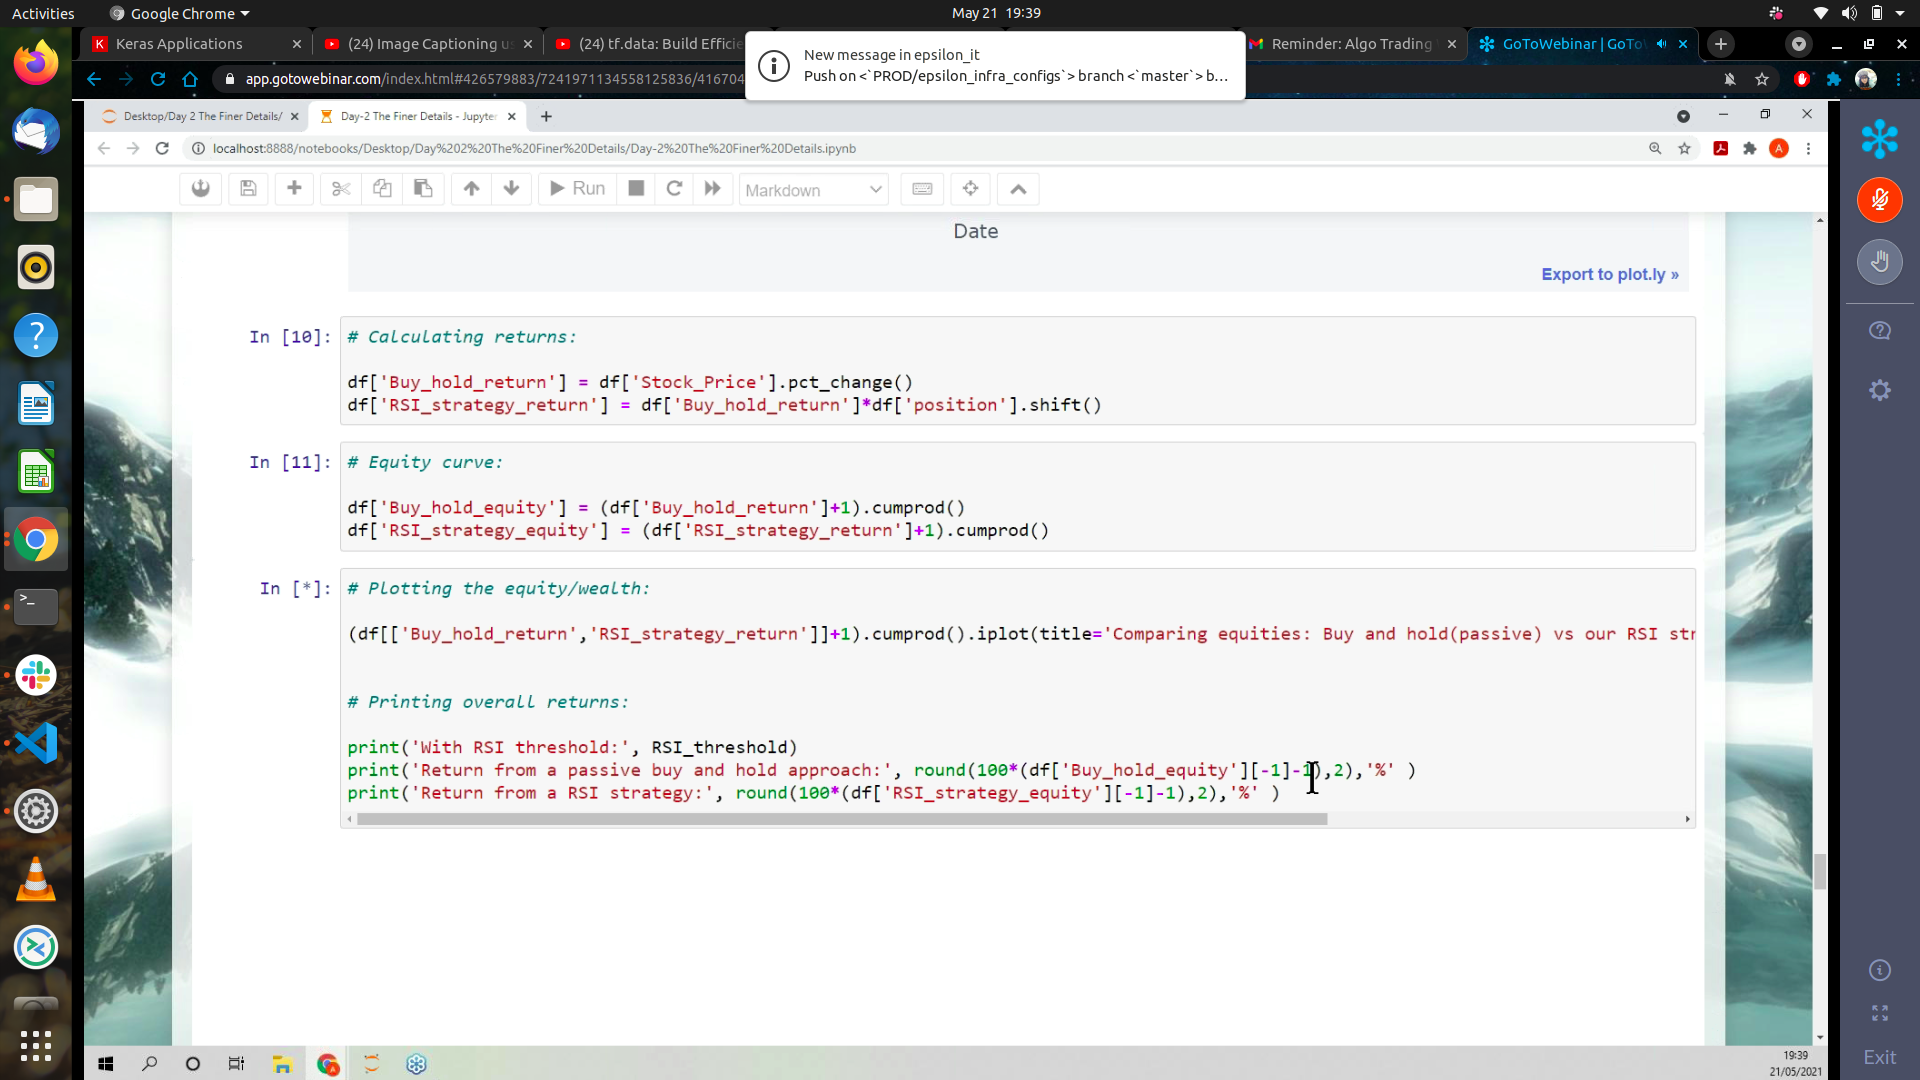 Activities
Google Chrome
May 21 19:39
Keras Applications
(24) Image Captioning us
(24) tf.data: Build Efficie
Reminder: Algo Trading
GoToWebinar | GoToW
New message in epsilon_it
Push on <`PROD/epsilon_infra_configs`> branch <`master`> b...
app.gotowebinar.com/index.html#426579883/7241971134558125836/416704
Desktop/Day 2 The Finer Details/
Day-2 The Finer Details - Jupyter
localhost:8888/notebooks/Desktop/Day%202%20The%20Finer%20Details/Day-2%20The%20Finer%20Details.ipynb
A
Run
Markdown
Date
Export to plot.ly »
In [10]:
# Calculating returns:
df['Buy_hold_return'] = df['Stock_Price'].pct_change()
df['RSI_strategy_return'] = df['Buy_hold_return']*df['position'].shift()
In [11]:
# Equity curve:
df['Buy_hold_equity'] = (df['Buy_hold_return']+1).cumprod()
df['RSI_strategy_equity'] = (df['RSI_strategy_return']+1).cumprod()
In [*]:
# Plotting the equity/wealth:
(df[['Buy_hold_return','RSI_strategy_return']]+1).cumprod().iplot(title='Comparing equities: Buy and hold(passive) vs our RSI str
# Printing overall returns:
print('With RSI threshold:', RSI_threshold)
print('Return from a passive buy and hold approach:', round(100*(df['Buy_hold_equity'][-1]-1),2),'%' )
print('Return from a RSI strategy:', round(100*(df['RSI_strategy_equity'][-1]-1),2),'%' )
19:39
21/05/2021
Exit